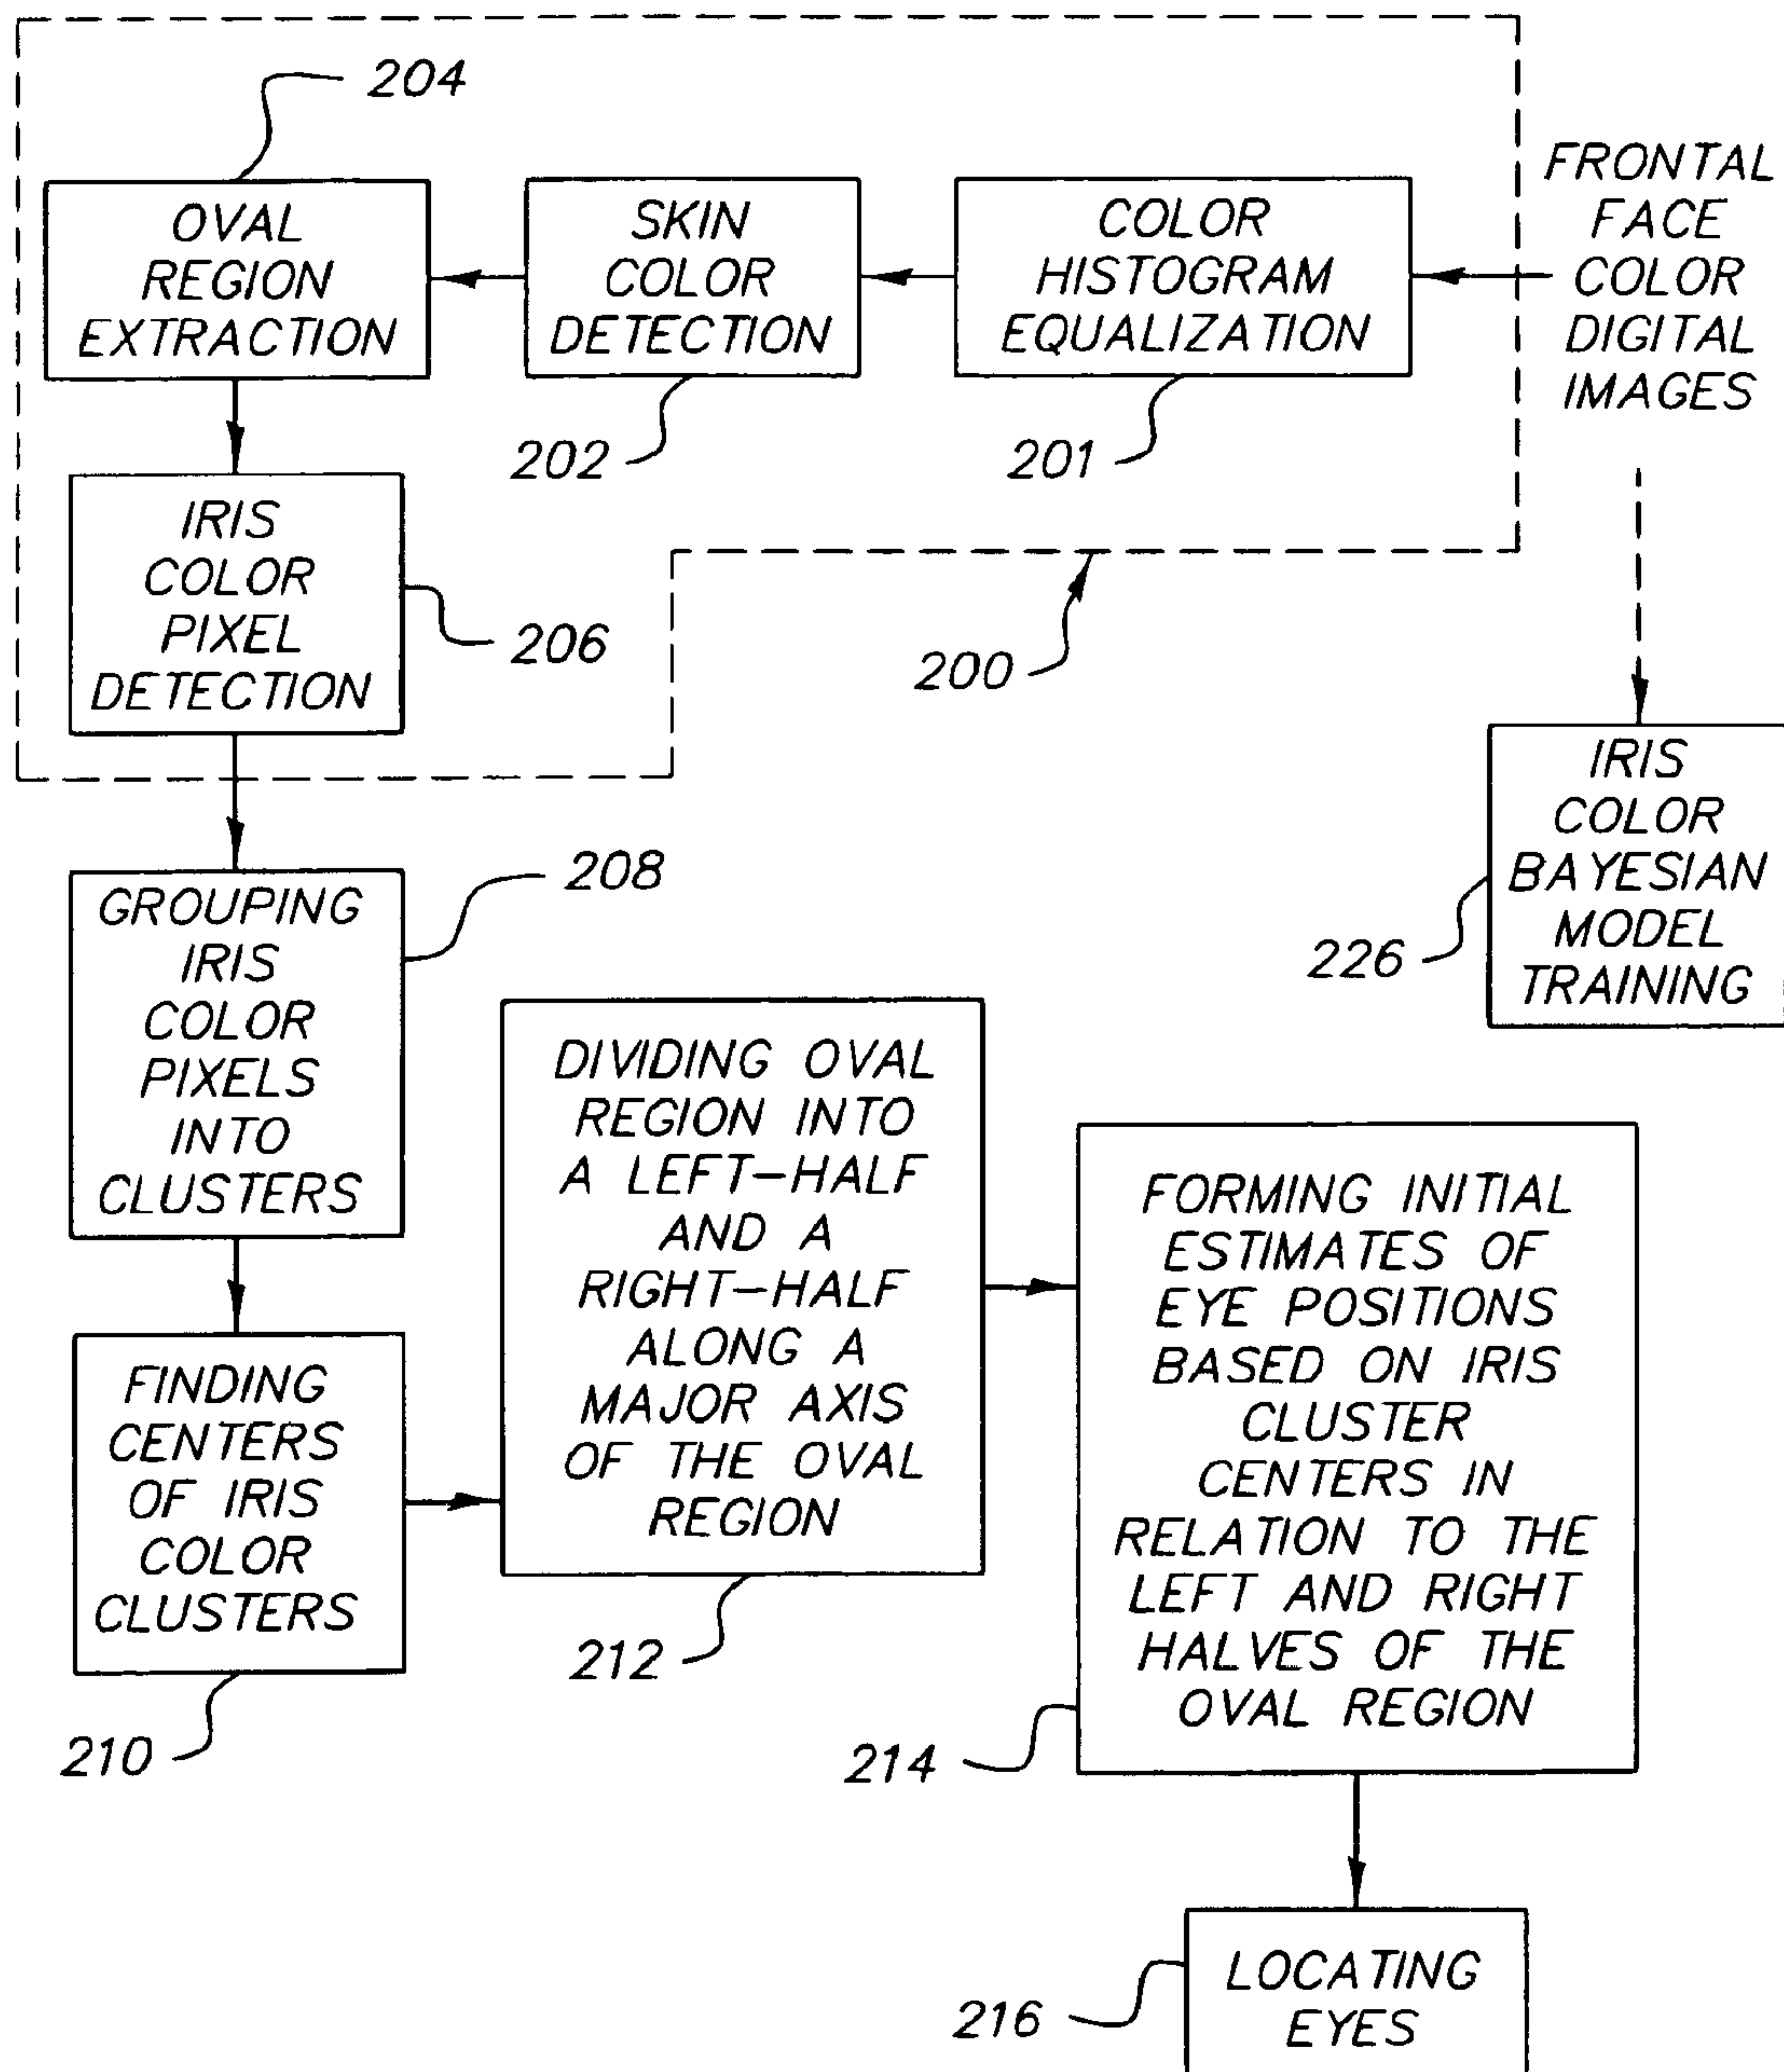 204
OVAL
REGION
EXTRACTION
SKIN
COLOR
DETECTION
COLOR
HISTOGRAM
EQUALIZATION
FRONTAL
FACE
COLOR
DIGITAL
IMAGES
202
201
IRIS
COLOR
PIXEL
DETECTION
206
200
IRIS
COLOR
BAYESIAN
MODEL
TRAINING
226
GROUPING
IRIS
COLOR
PIXELS
INTO
CLUSTERS
208
DIVIDING OVAL
REGION INTO
A LEFT-HALF
AND A
RIGHT-HALF
ALONG A
MAJOR AXIS
OF THE OVAL
REGION
212
FORMING INITIAL
ESTIMATES OF
EYE POSITIONS
BASED ON IRIS
CLUSTER
CENTERS IN
RELATION TO THE
LEFT AND RIGHT
HALVES OF THE
OVAL REGION
214
FINDING
CENTERS
OF IRIS
COLOR
CLUSTERS
210
LOCATING
EYES
216